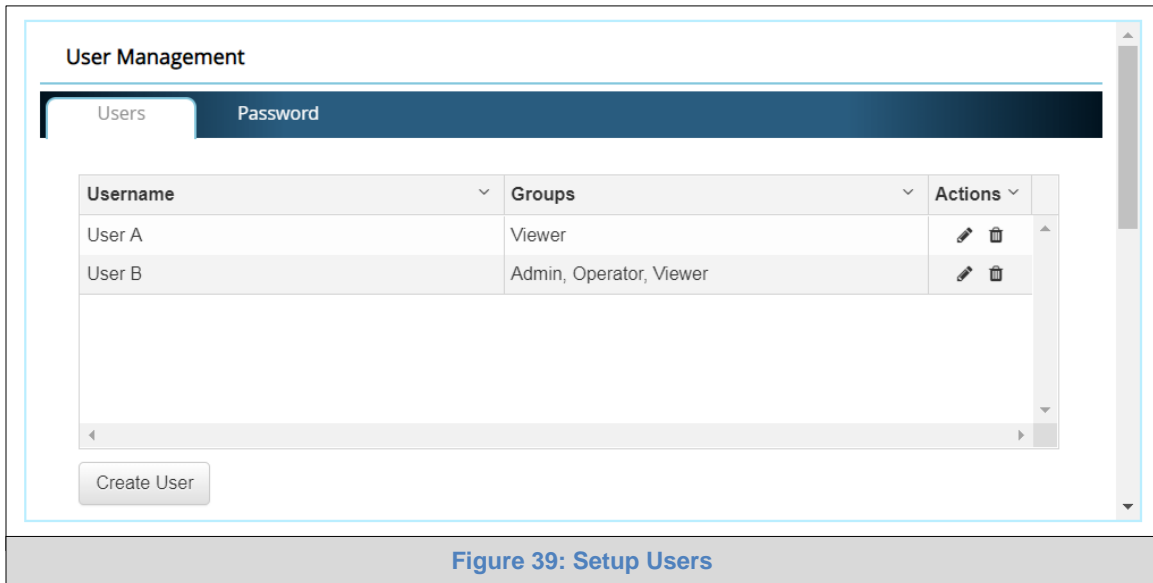 User Management
Users Password
Username Groups Actions
User A Viewer
User B Admin, Operator, Viewer
Create User
Figure 39: Setup Users